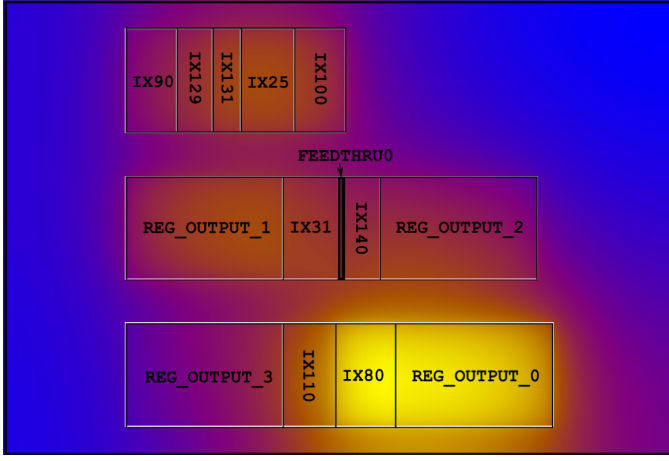 IX90 IX129 IX131 IX25 IX100
FEEDTHRU0
REG_OUTPUT_1 IX31 IX140 REG_OUTPUT_2
REG_OUTPUT_3 IX110 IX80 REG_OUTPUT_0